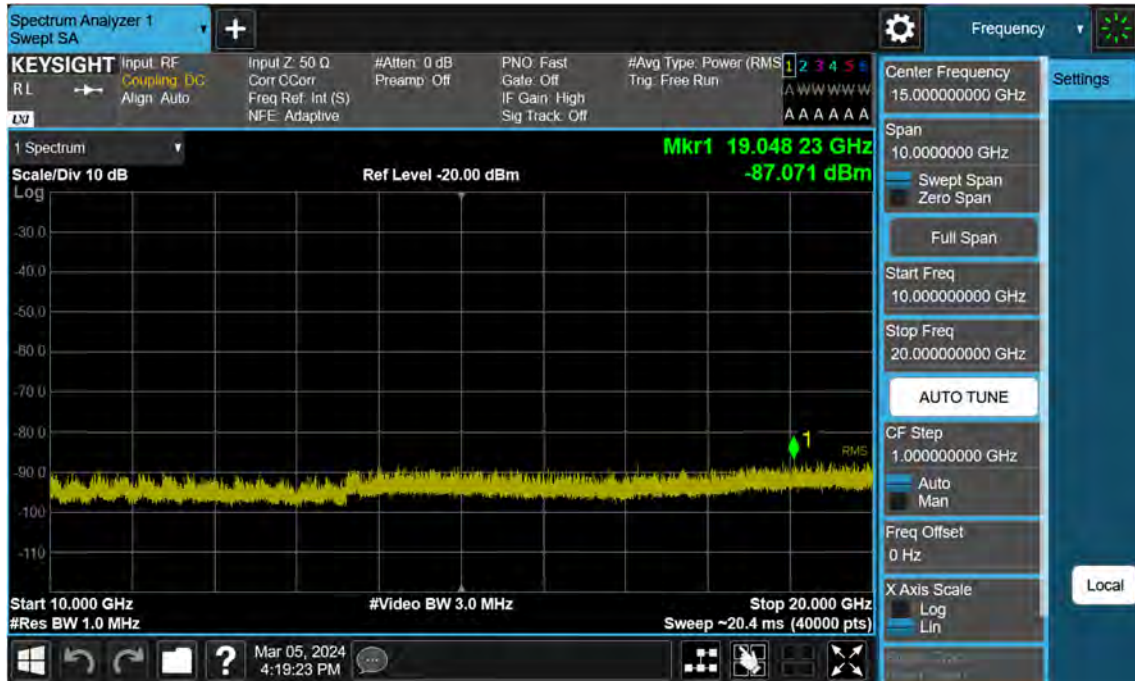 Spectrum Analyzer 1
Swept SA
Frequency
KEYSIGHT
RL
LXI
Input: RF
Coupling: DC
Align: Auto
Input Z: 50 Ω
Corr CCorr
Freq Ref: Int (S)
NFE: Adaptive
#Atten: 0 dB
Preamp: Off
PNO: Fast
Gate: Off
IF Gain: High
Sig Track: Off
#Avg Type: Power (RMS
Trig: Free Run
1 2 3 4 5 6
A W W W W W
A A A A A A
1 Spectrum
Mkr1 19.048 23 GHz
-87.071 dBm
Scale/Div 10 dB
Ref Level -20.00 dBm
Log
-30.0
-40.0
-50.0
-60.0
-70.0
-80.0
-90.0
-100
-110
1
RMS
Start 10.000 GHz
#Video BW 3.0 MHz
Stop 20.000 GHz
#Res BW 1.0 MHz
Sweep ~20.4 ms (40000 pts)
Center Frequency
15.000000000 GHz
Span
10.0000000 GHz
Swept Span
Zero Span
Full Span
Start Freq
10.000000000 GHz
Stop Freq
20.000000000 GHz
AUTO TUNE
CF Step
1.000000000 GHz
Auto
Man
Freq Offset
0 Hz
X Axis Scale
Log
Lin
Settings
Local
?
Mar 05, 2024
4:19:23 PM